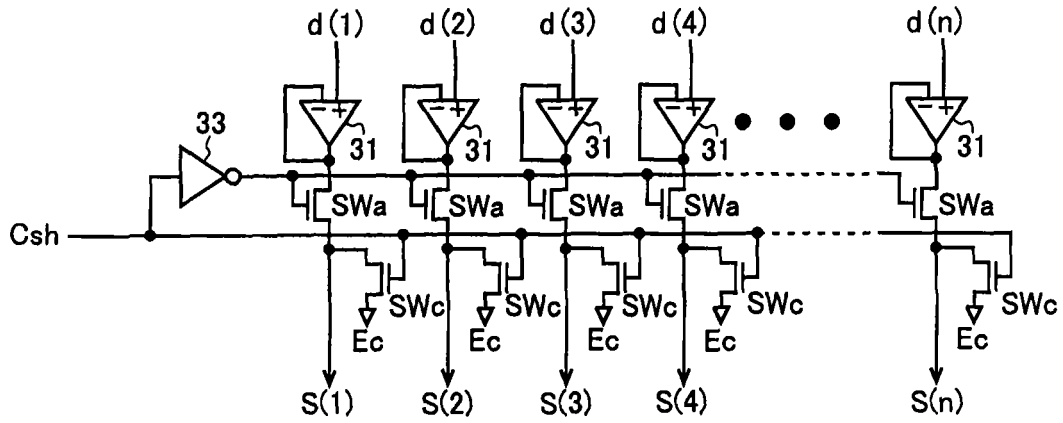 d(1) d(2) d(3) d(4) d(n)
33 31 31 31 31 31
SWa SWa SWa SWa SWa
Csh
SWc SWc SWc SWc SWc
Ec Ec Ec Ec Ec
S(1) S(2) S(3) S(4) S(n)